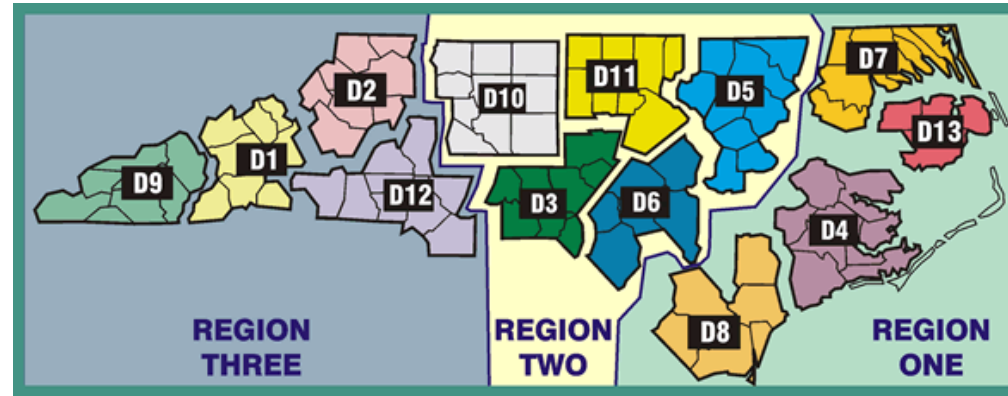 D2
D10
D11
D5
D7
D13
D1
D9
D12
D3
D6
D4
D8
REGION
THREE
REGION
TWO
REGION
ONE